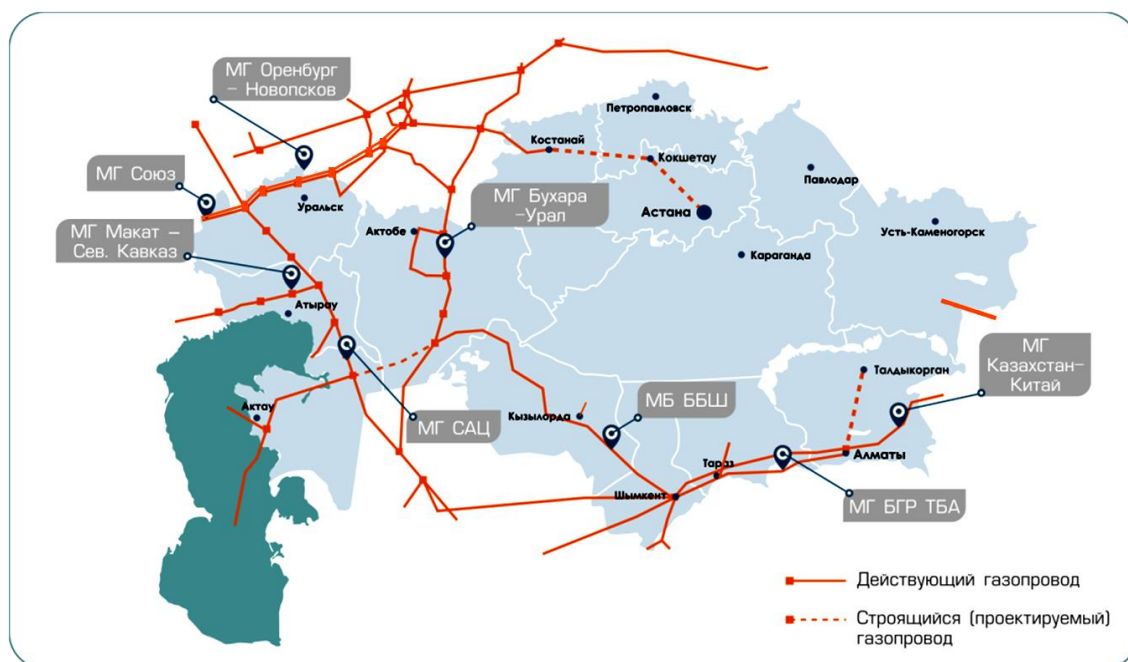 МГ Оренбург
– Новопсков
Петропавловск
Костанай
Кокшетау
МГ Союз
Павлодар
МГ Бухара
–Урал
Уральск
Астана
МГ Макат –
Сев. Кавказ
Актобе
Усть-Каменогорск
Караганда
Атырау
МГ
Казахстан–
Китай
Талдыкорган
МБ ББШ
Актау
Кызылорда
МГ САЦ
Алматы
Тараз
Шымкент
МГ БГР ТБА
Действующий газопровод
Строящийся (проектируемый)
газопровод